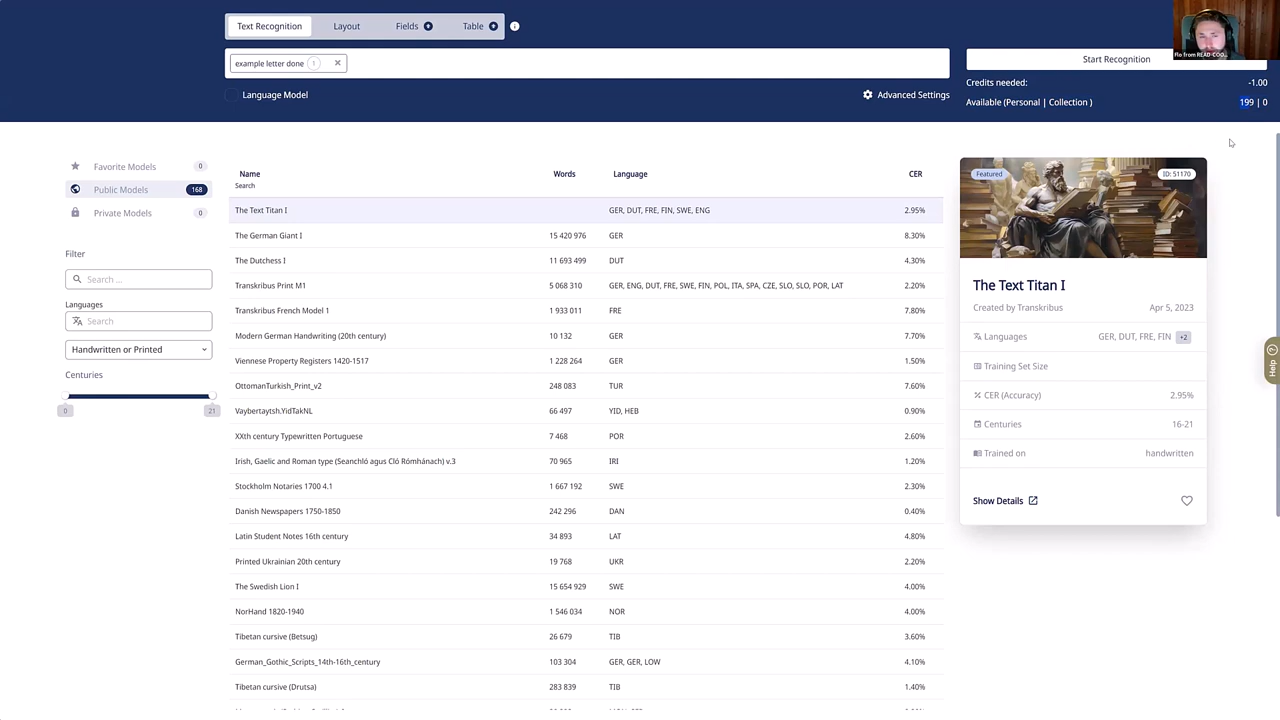 Text Recognition Layout Fields Table
example letter done 1
Language Model Advanced Settings
Start Recognition
Flo from READ-COO...
Credits needed: -1.00
Available (Personal | Collection ) 199 | 0
Favorite Models 0
Public Models 168
Private Models 0
Filter
Search ...
Languages
Search
Handwritten or Printed
Centuries
0 21
Name Words Language CER
Search
The Text Titan I GER, DUT, FRE, FIN, SWE, ENG 2.95%
The German Giant I 15 420 976 GER 8.30%
The Dutchess I 11 693 499 DUT 4.30%
Transkribus Print M1 5 068 310 GER, ENG, DUT, FRE, SWE, FIN, POL, ITA, SPA, CZE, SLO, SLO, POR, LAT 2.20%
Transkribus French Model 1 1 933 011 FRE 7.80%
Modern German Handwriting (20th century) 10 132 GER 7.70%
Viennese Property Registers 1420-1517 1 228 264 GER 1.50%
OttomanTurkish_Print_v2 248 083 TUR 7.60%
Vaybertaytsh.YidTakNL 66 497 YID, HEB 0.90%
XXth century Typewritten Portuguese 7 468 POR 2.60%
Irish, Gaelic and Roman type (Seanchló agus Cló Rómhánach) v.3 70 965 IRI 1.20%
Stockholm Notaries 1700 4.1 1 667 192 SWE 2.30%
Danish Newspapers 1750-1850 242 296 DAN 0.40%
Latin Student Notes 16th century 34 893 LAT 4.80%
Printed Ukrainian 20th century 19 768 UKR 2.20%
The Swedish Lion I 15 654 929 SWE 4.00%
NorHand 1820-1940 1 546 034 NOR 4.00%
Tibetan cursive (Betsug) 26 679 TIB 3.60%
German_Gothic_Scripts_14th-16th_century 103 304 GER, GER, LOW 4.10%
Tibetan cursive (Drutsa) 283 839 TIB 1.40%
Featured ID: 51170
The Text Titan I
Created by Transkribus Apr 5, 2023
Languages GER, DUT, FRE, FIN +2
Training Set Size
CER (Accuracy) 2.95%
Centuries 16-21
Trained on handwritten
Show Details
Help